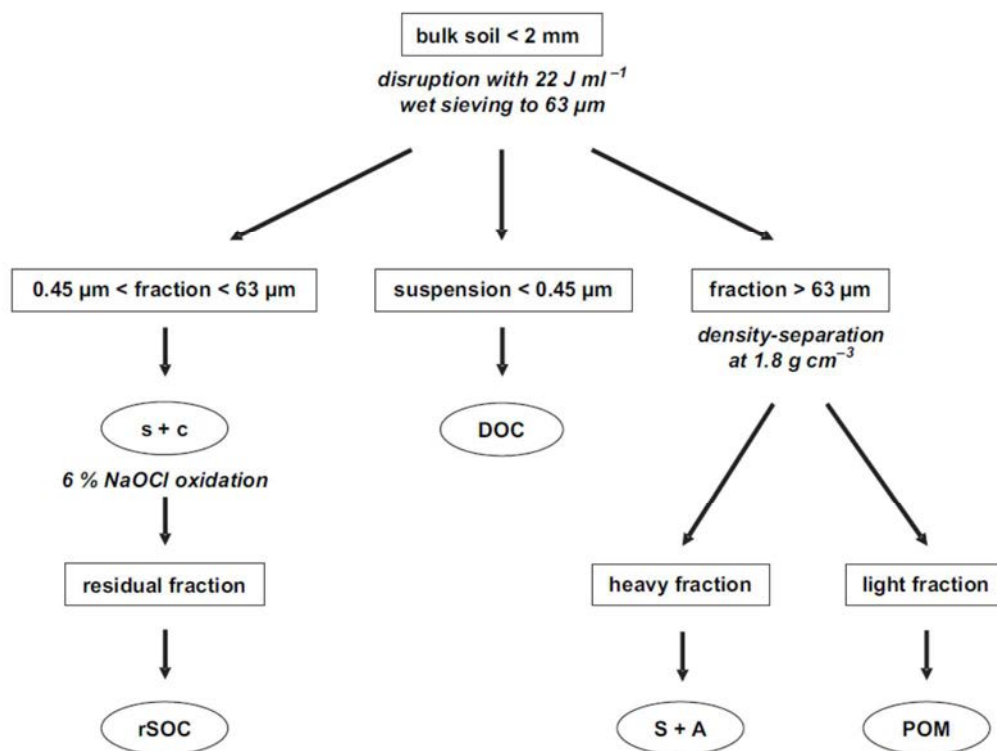 bulk soil < 2 mm
disruption with 22 J ml⁻¹
wet sieving to 63 µm
0.45 µm < fraction < 63 µm
suspension < 0.45 µm
fraction > 63 µm
density-separation
at 1.8 g cm⁻³
s + c
DOC
6 % NaOCl oxidation
residual fraction
heavy fraction
light fraction
rSOC
S + A
POM